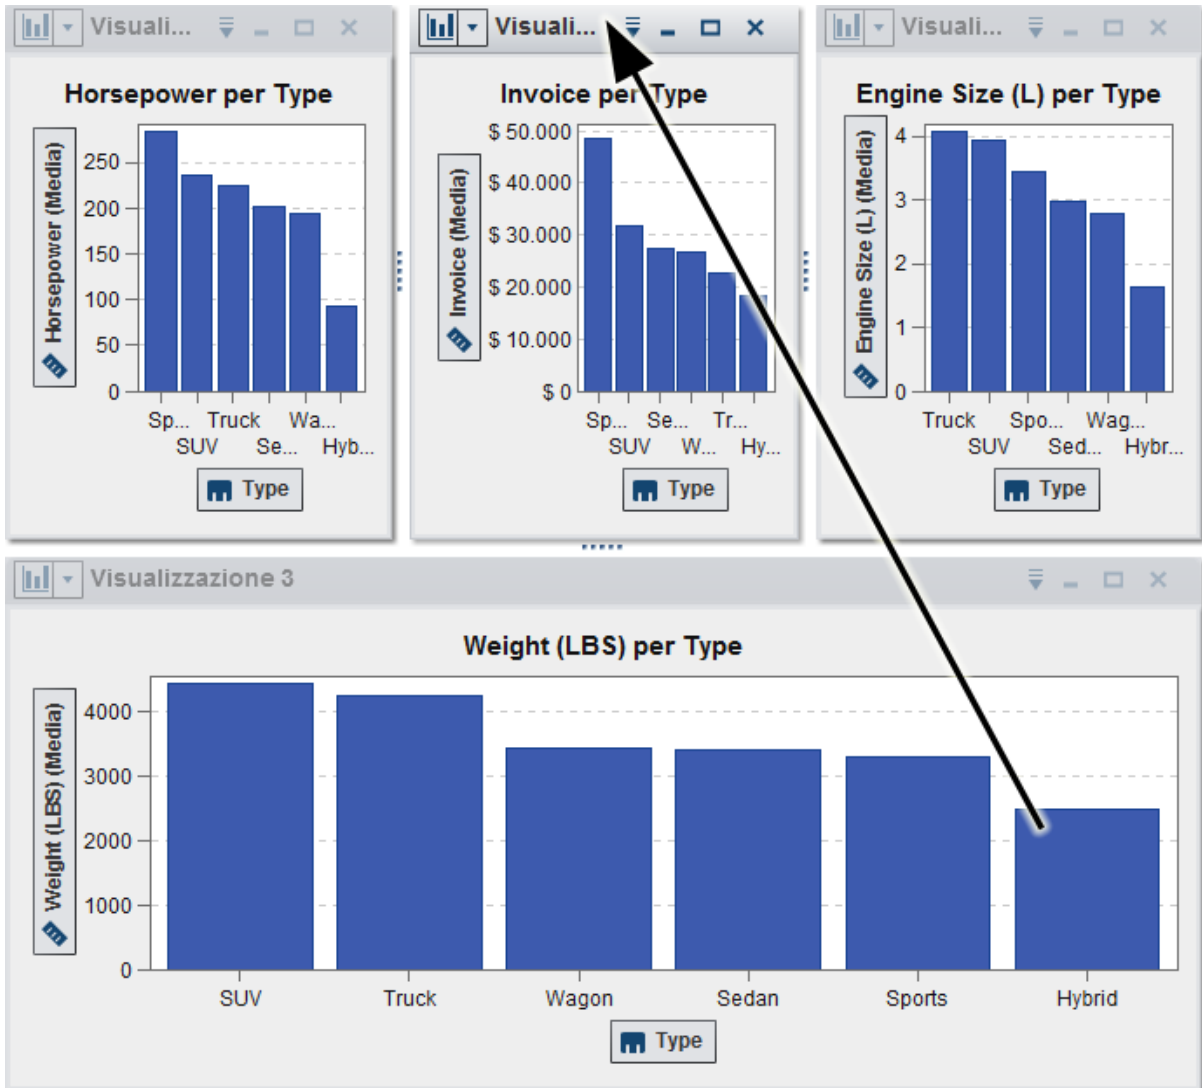 Visuali...
Horsepower per Type
Horsepower (Media)
250
200
150
100
50
0
Sp... Truck Wa...
SUV Se... Hyb...
Type
Visuali...
Invoice per Type
Invoice (Media)
$ 50.000
$ 40.000
$ 30.000
$ 20.000
$ 10.000
$ 0
Sp... Se... Tr...
SUV W... Hy...
Type
Visuali...
Engine Size (L) per Type
Engine Size (L) (Media)
4
3
2
1
0
Truck Spo... Wag...
SUV Sed... Hybr...
Type
Visualizzazione 3
Weight (LBS) per Type
Weight (LBS) (Media)
4000
3000
2000
1000
0
SUV Truck Wagon Sedan Sports Hybrid
Type